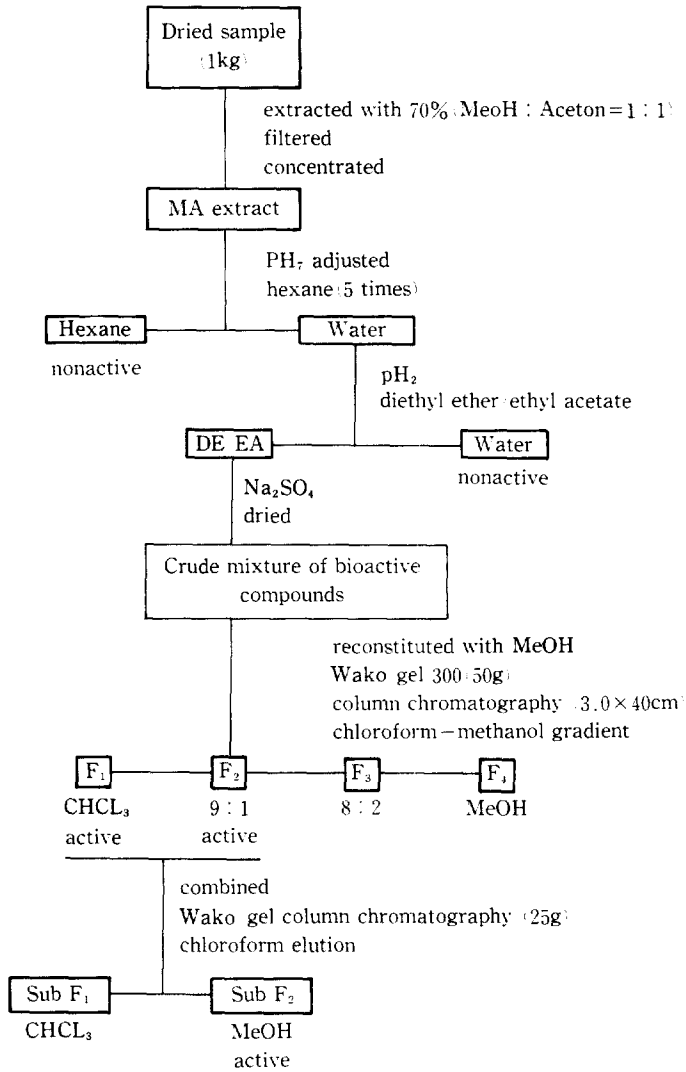 Dried sample
(1kg)
extracted with 70% (MeoH : Aceton=1 : 1)
filtered
concentrated
MA extract
PH₇ adjusted
hexane (5 times)
Hexane
Water
nonactive
pH₂
diethyl ether ethyl acetate
DE EA
Water
nonactive
Na₂SO₄
dried
Crude mixture of bioactive
compounds
reconstituted with MeOH
Wako gel 300 (50g)
column chromatography (3.0×40cm)
chloroform−methanol gradient
F₁
F₂
F₃
F₄
CHCL₃
9 : 1
8 : 2
MeOH
active
active
combined
Wako gel column chromatography (25g)
chloroform elution
Sub F₁
Sub F₂
CHCL₃
MeOH
active